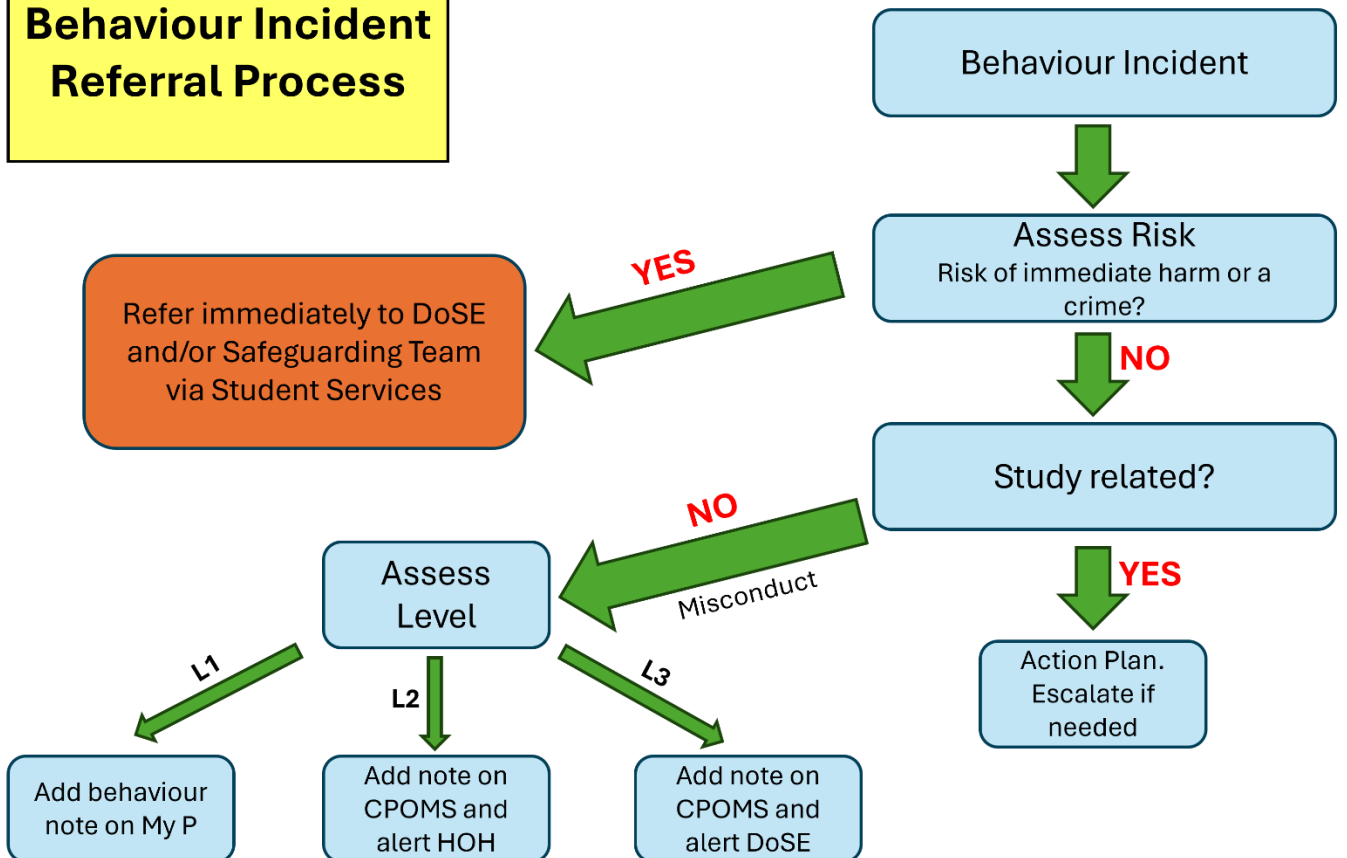 Behaviour Incident
Referral Process
Behaviour Incident
Assess Risk
Risk of immediate harm or a
crime?
YES
Refer immediately to DoSE
and/or Safeguarding Team
via Student Services
NO
Study related?
NO
Misconduct
YES
Assess
Level
Action Plan.
Escalate if
needed
L1
L2
L3
Add behaviour
note on My P
Add note on
CPOMS and
alert HOH
Add note on
CPOMS and
alert DoSE